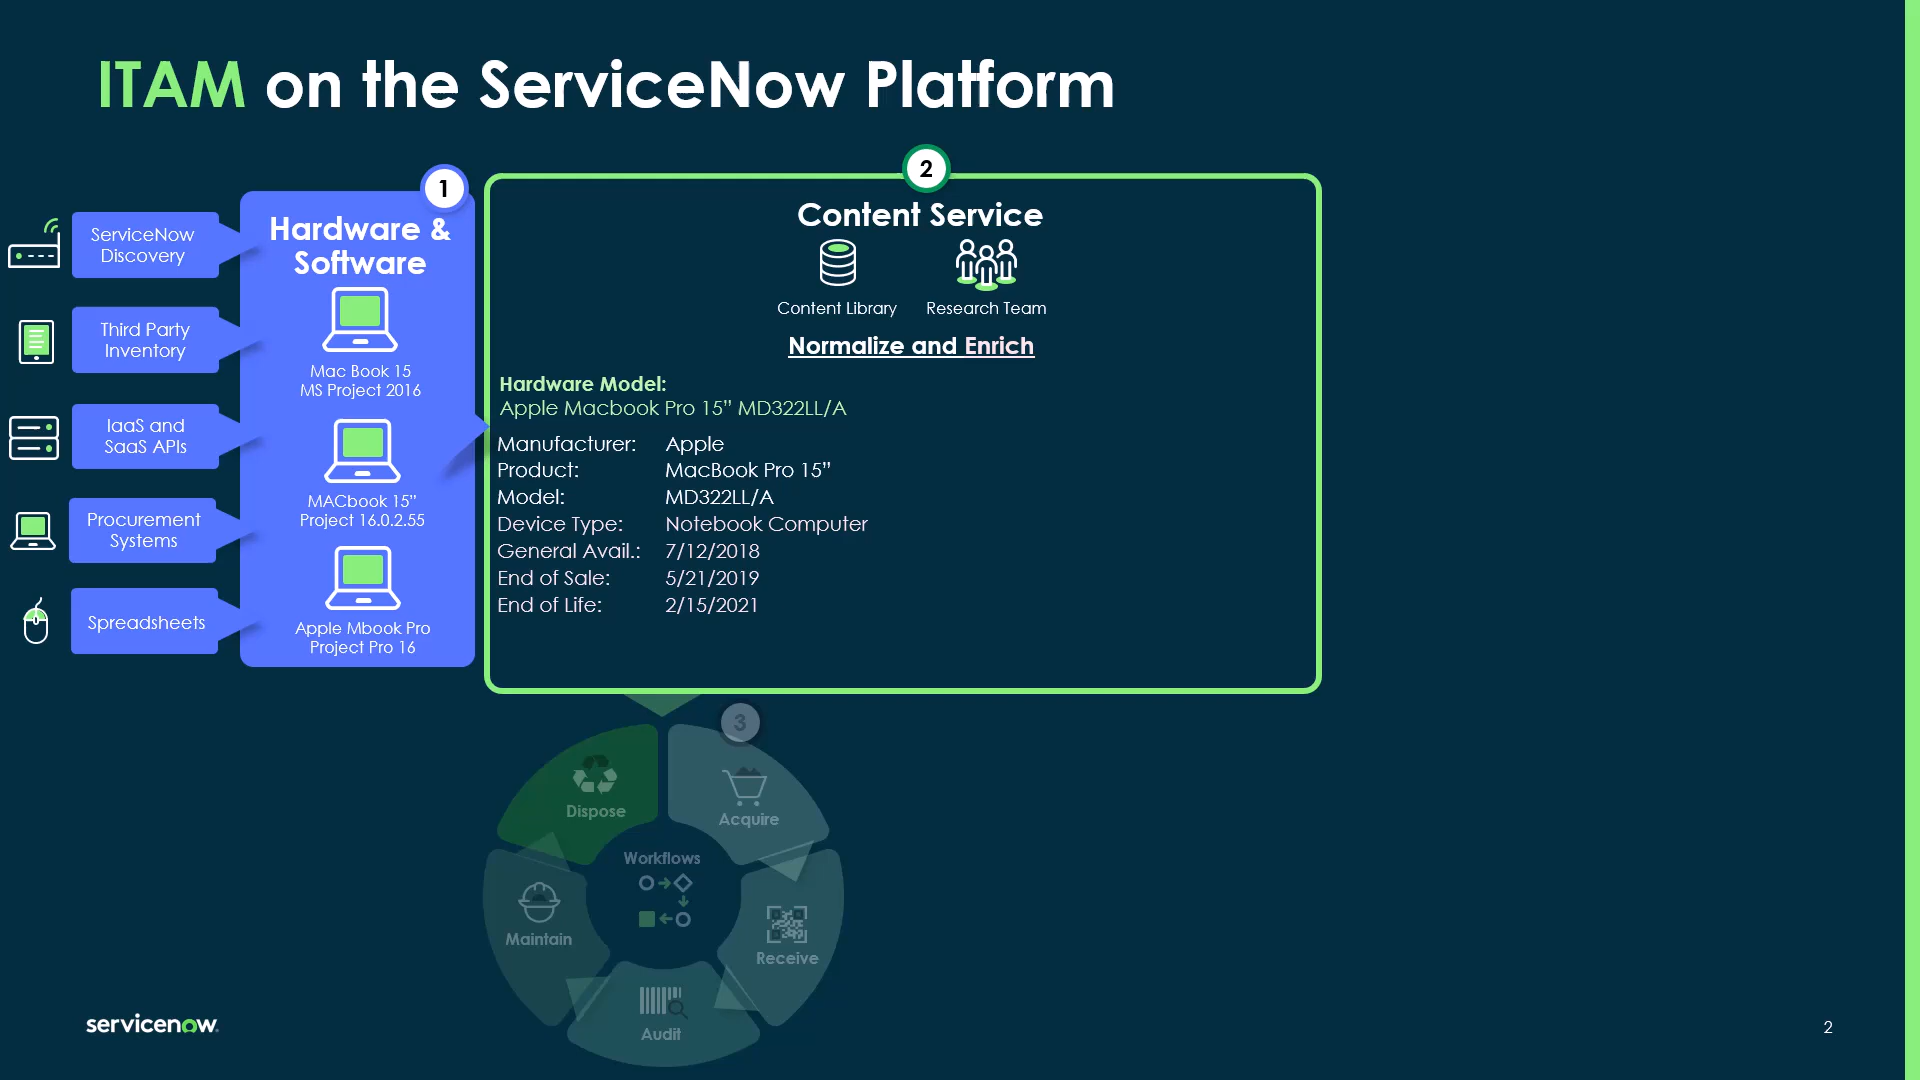 ITAM on the ServiceNow Platform
ServiceNow
Discovery
Third Party
Inventory
IaaS and
SaaS APIs
Procurement
Systems
Spreadsheets
1
Hardware &
Software
Mac Book 15
MS Project 2016
MACbook 15”
Project 16.0.2.55
Apple Mbook Pro
Project Pro 16
2
Content Service
Content Library
Research Team
Normalize and Enrich
Hardware Model:
Apple Macbook Pro 15” MD322LL/A
Manufacturer: Apple
Product: MacBook Pro 15”
Model: MD322LL/A
Device Type: Notebook Computer
General Avail.: 7/12/2018
End of Sale: 5/21/2019
End of Life: 2/15/2021
3
Dispose
Acquire
Workflows
Maintain
Receive
Audit
servicenow
2